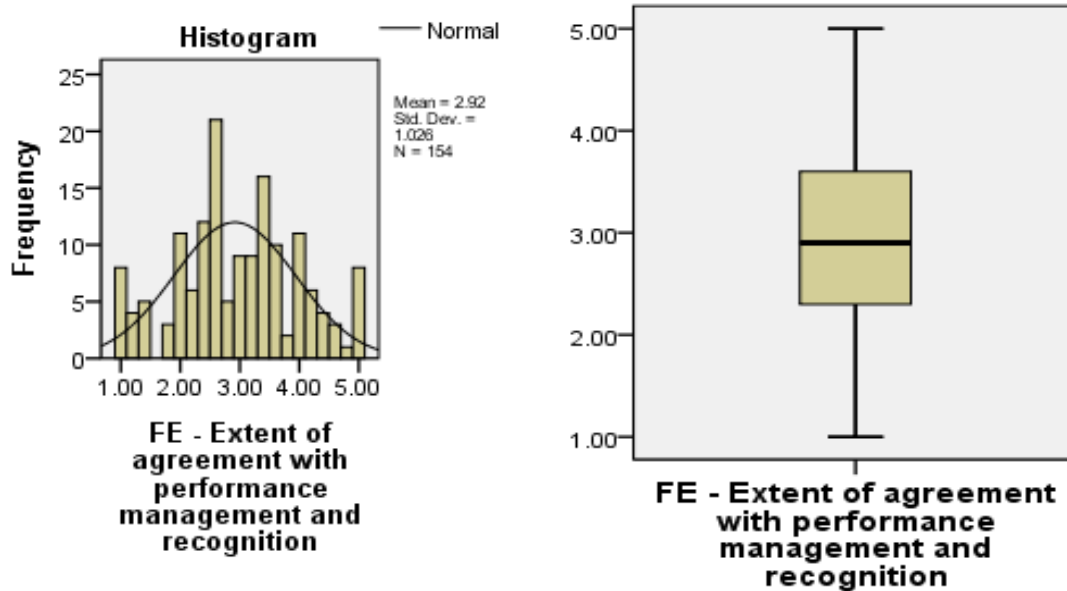 Histogram
Normal
Mean = 2.92
Std. Dev. =
1.026
N = 154
25
20
15
10
5
0
Frequency
1.00 2.00 3.00 4.00 5.00
FE - Extent of
agreement with
performance
management and
recognition
5.00
4.00
3.00
2.00
1.00
FE - Extent of agreement
with performance
management and
recognition